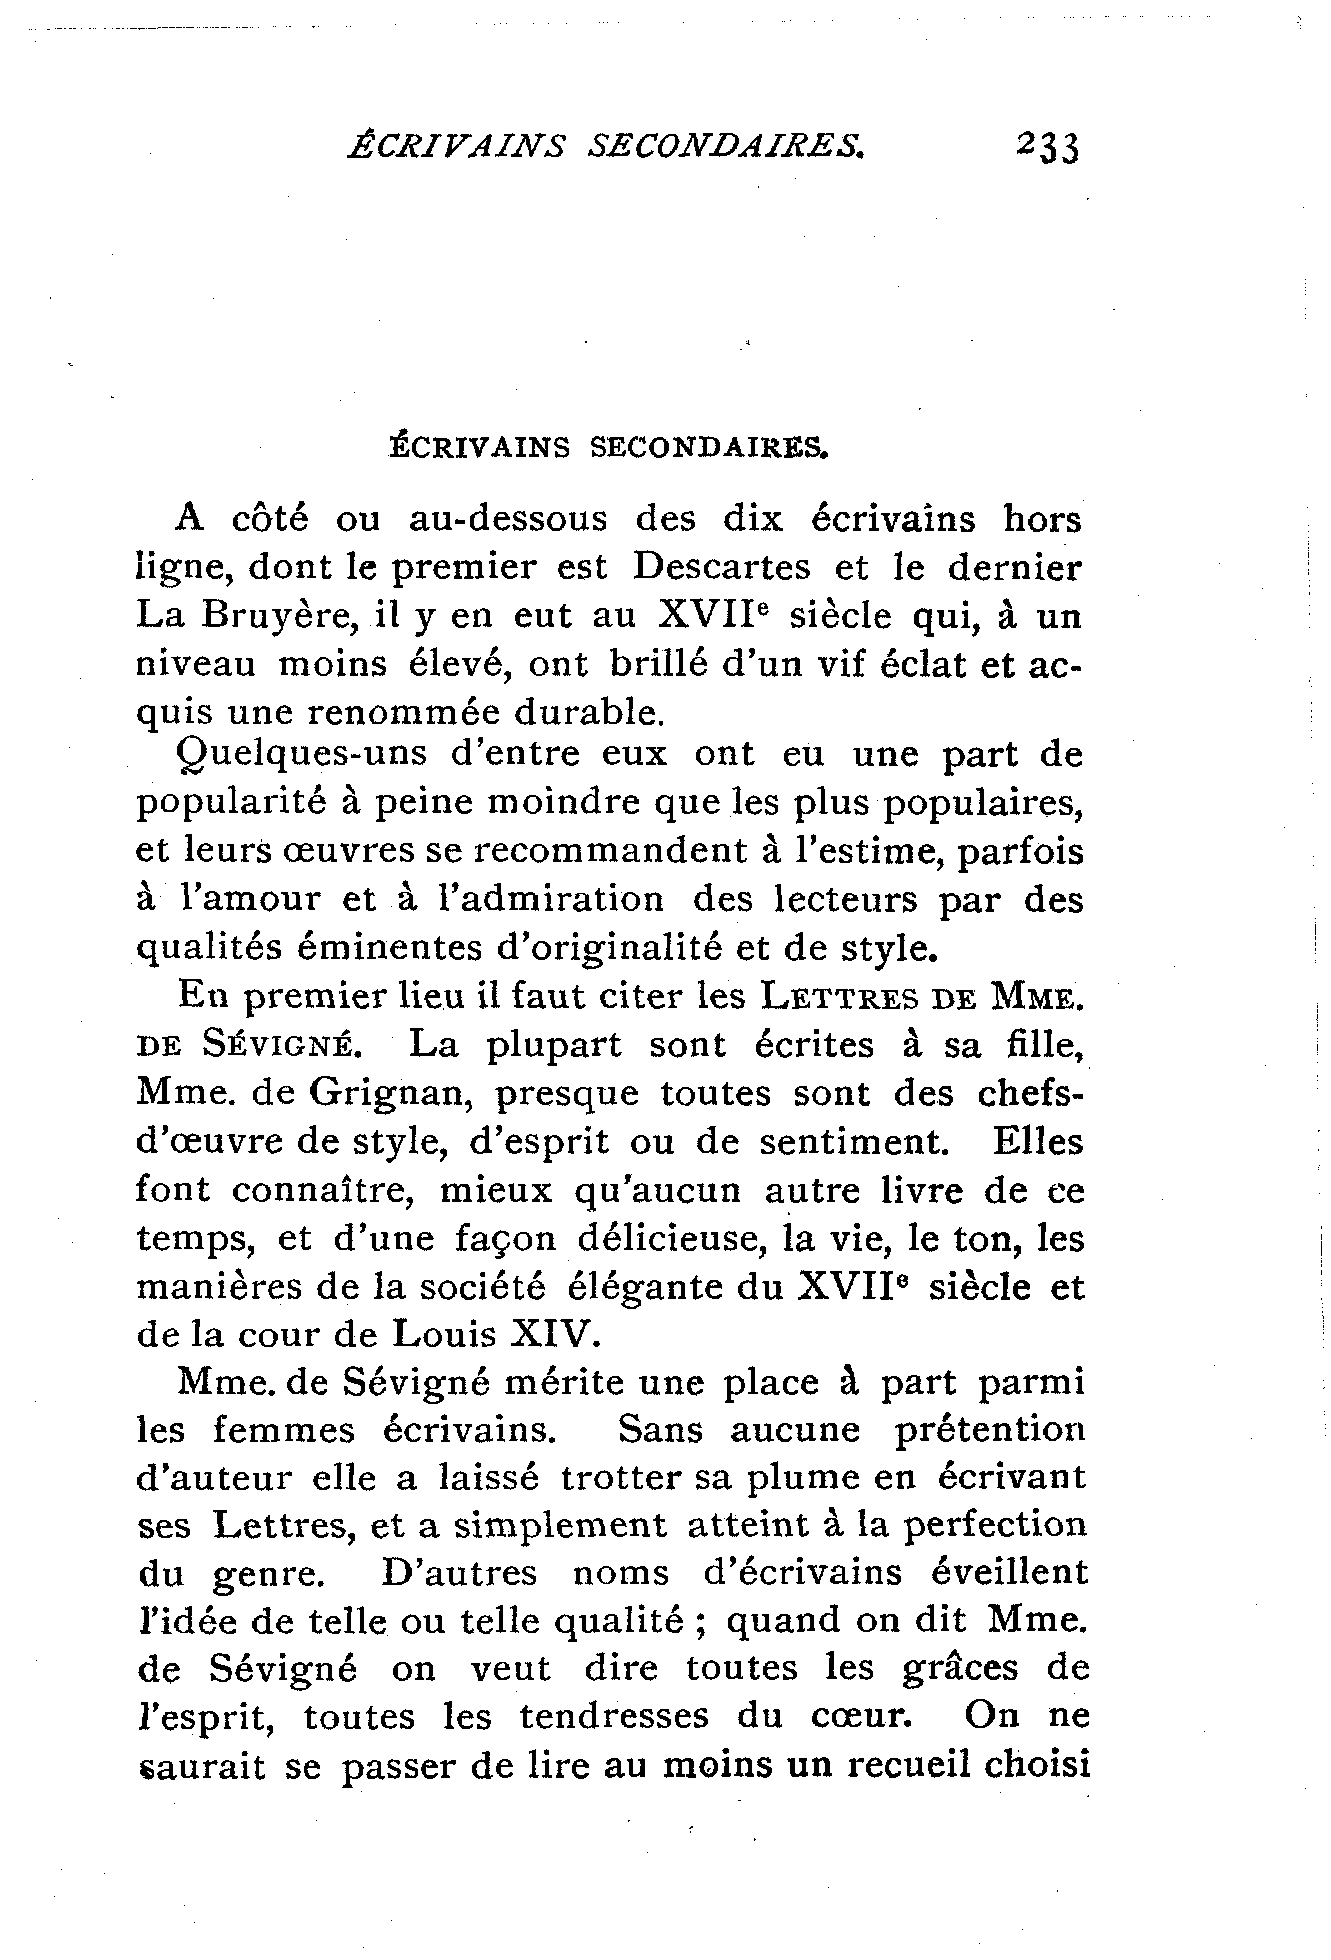 ÉCRIVAINS SECONDAIRES. 233
ÉCRIVAINS SECONDAIRES.
A côté ou au-dessous des dix écrivains hors
ligne, dont le premier est Descartes et le dernier
La Bruyère, il y en eut au XVIIᵉ siècle qui, à un
niveau moins élevé, ont brillé d'un vif éclat et ac-
quis une renommée durable.
Quelques-uns d'entre eux ont eu une part de
popularité à peine moindre que les plus populaires,
et leurs œuvres se recommandent à l'estime, parfois
à l'amour et à l'admiration des lecteurs par des
qualités éminentes d'originalité et de style.
En premier lieu il faut citer les LETTRES DE MME.
DE SÉVIGNÉ. La plupart sont écrites à sa fille,
Mme. de Grignan, presque toutes sont des chefs-
d'œuvre de style, d'esprit ou de sentiment. Elles
font connaître, mieux qu'aucun autre livre de ce
temps, et d'une façon délicieuse, la vie, le ton, les
manières de la société élégante du XVIIᵉ siècle et
de la cour de Louis XIV.
Mme. de Sévigné mérite une place à part parmi
les femmes écrivains. Sans aucune prétention
d'auteur elle a laissé trotter sa plume en écrivant
ses Lettres, et a simplement atteint à la perfection
du genre. D'autres noms d'écrivains éveillent
l'idée de telle ou telle qualité ; quand on dit Mme.
de Sévigné on veut dire toutes les grâces de
l'esprit, toutes les tendresses du cœur. On ne
saurait se passer de lire au moins un recueil choisi